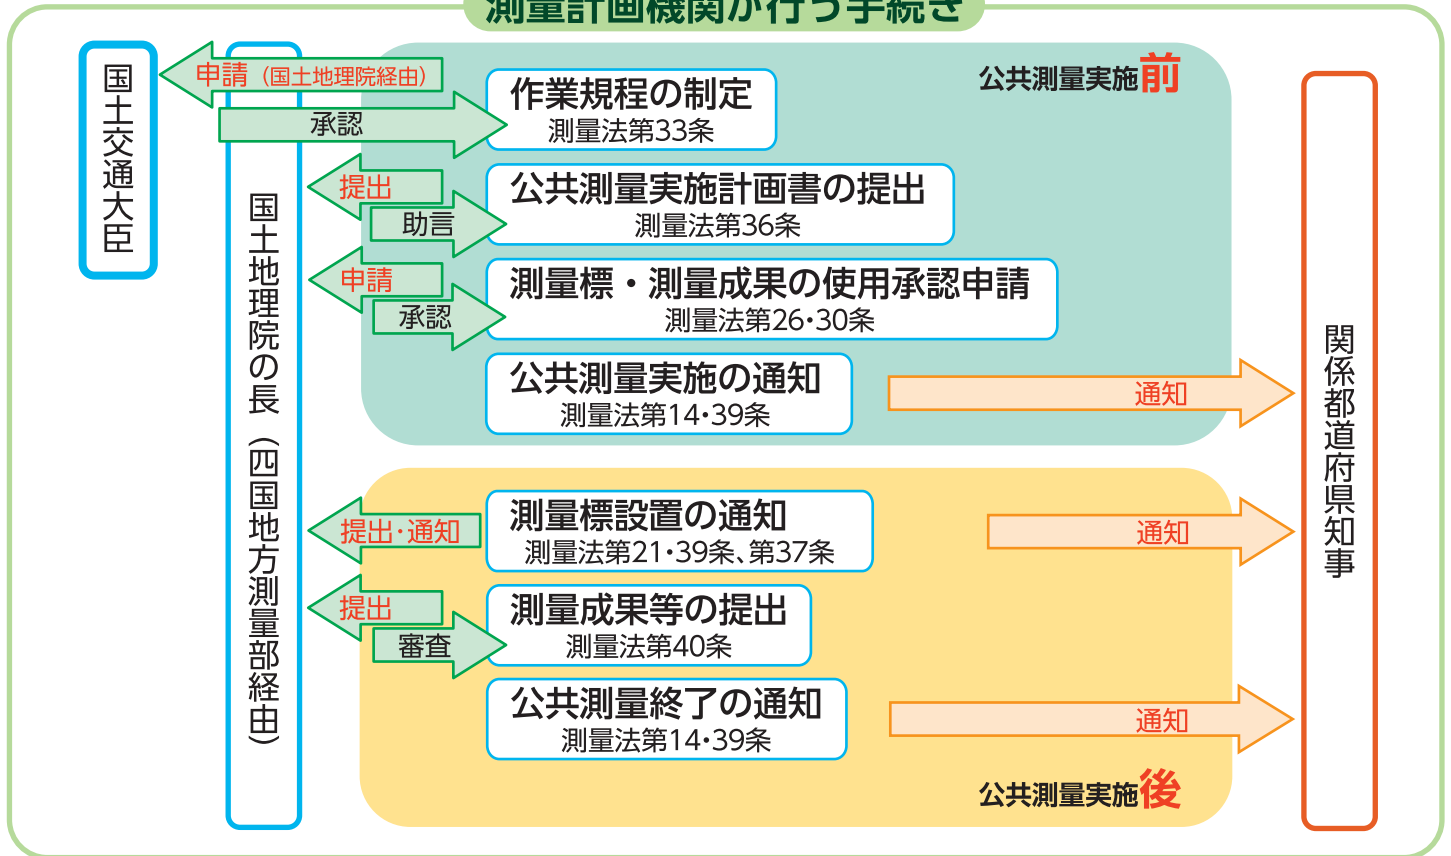 測量計画機関が行う手続き
国土交通大臣
国土地理院の長（四国地方測量部経由）
公共測量実施前
申請（国土地理院経由）
承認
作業規程の制定
測量法第33条
提出
助言
公共測量実施計画書の提出
測量法第36条
申請
承認
測量標・測量成果の使用承認申請
測量法第26・30条
公共測量実施の通知
測量法第14・39条
通知
関係都道府県知事
提出・通知
測量標設置の通知
測量法第21・39条、第37条
通知
提出
審査
測量成果等の提出
測量法第40条
公共測量終了の通知
測量法第14・39条
通知
公共測量実施後